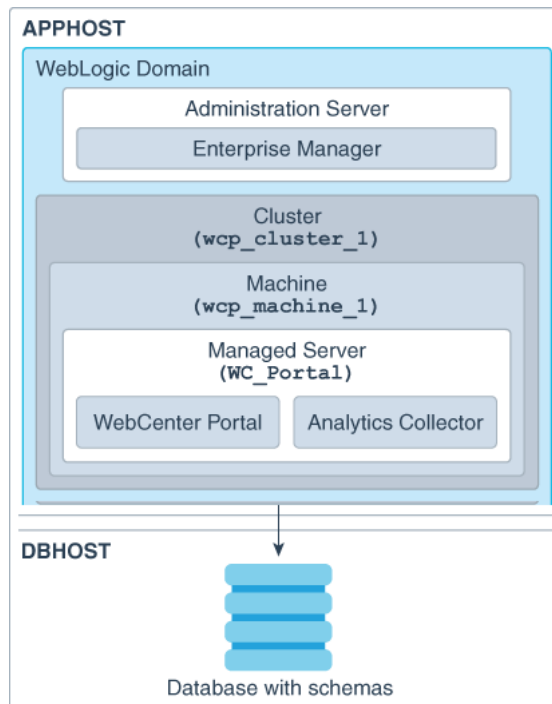 APPHOST
WebLogic Domain
Administration Server
Enterprise Manager
Cluster
(wcp_cluster_1)
Machine
(wcp_machine_1)
Managed Server
(WC_Portal)
WebCenter Portal
Analytics Collector
DBHOST
Database with schemas